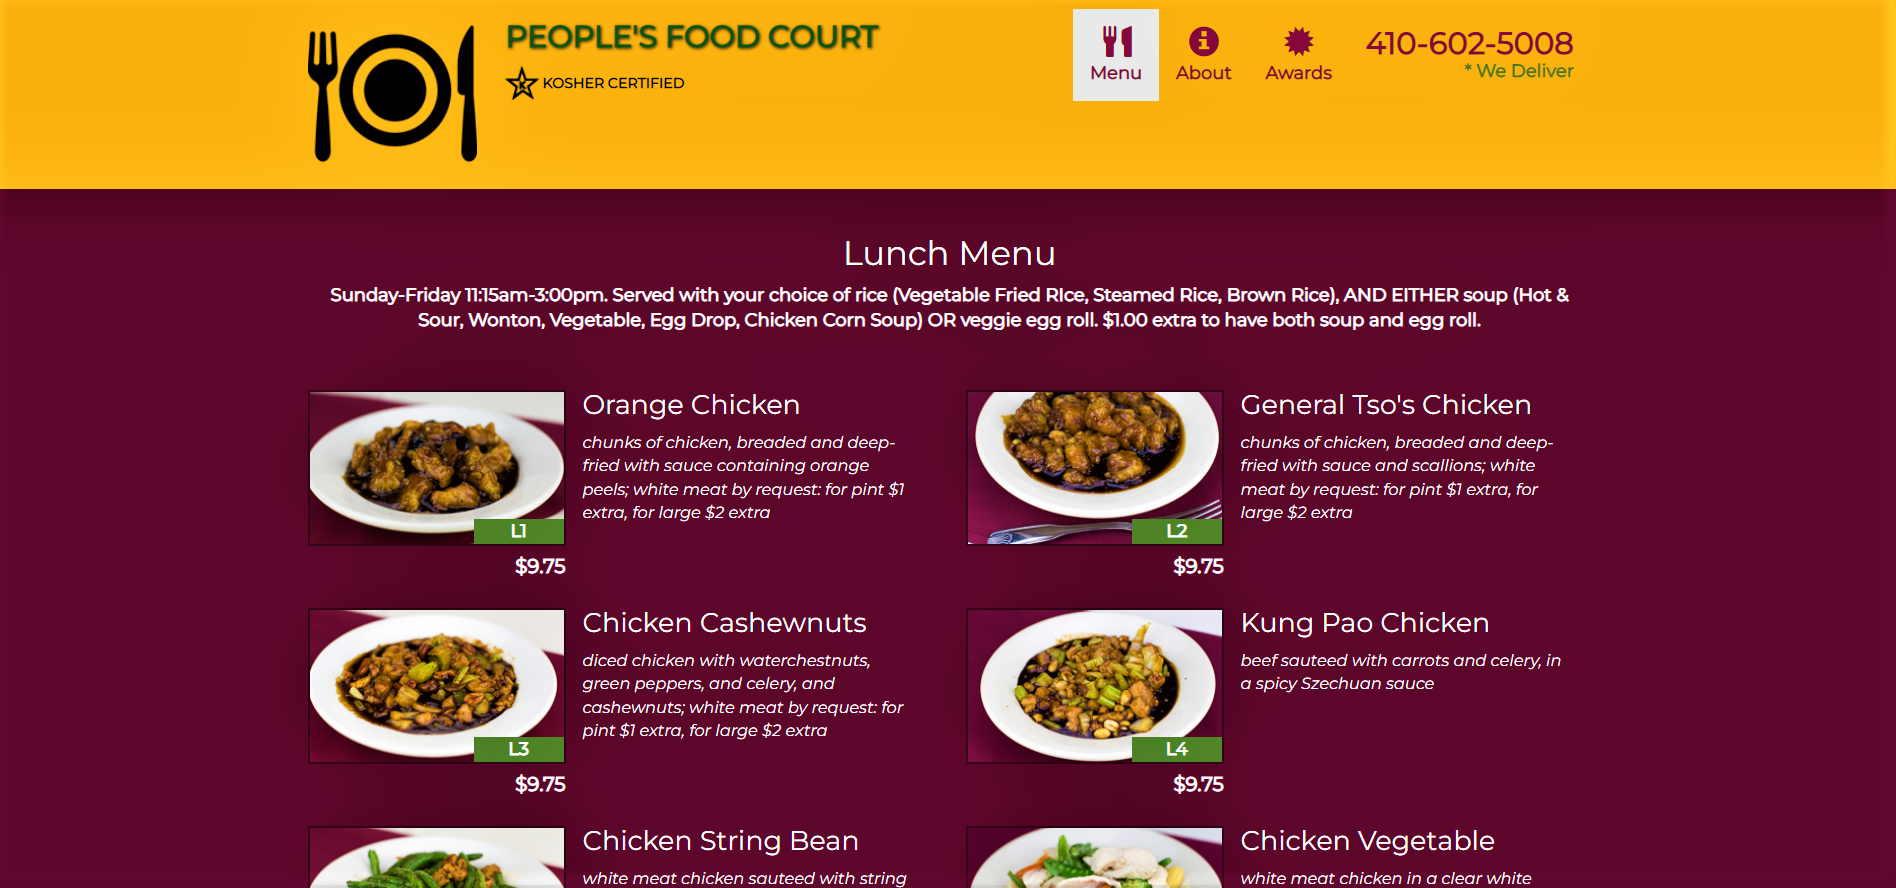 PEOPLE'S FOOD COURT
KOSHER CERTIFIED
Menu
About
Awards
410-602-5008
* We Deliver
Lunch Menu
Sunday-Friday 11:15am-3:00pm. Served with your choice of rice (Vegetable Fried RIce, Steamed Rice, Brown Rice), AND EITHER soup (Hot &
Sour, Wonton, Vegetable, Egg Drop, Chicken Corn Soup) OR veggie egg roll. $1.00 extra to have both soup and egg roll.
Orange Chicken
chunks of chicken, breaded and deep-
fried with sauce containing orange
peels; white meat by request: for pint $1
extra, for large $2 extra
L1
$9.75
General Tso's Chicken
chunks of chicken, breaded and deep-
fried with sauce and scallions; white
meat by request: for pint $1 extra, for
large $2 extra
L2
$9.75
Chicken Cashewnuts
diced chicken with waterchestnuts,
green peppers, and celery, and
cashewnuts; white meat by request: for
pint $1 extra, for large $2 extra
L3
$9.75
Kung Pao Chicken
beef sauteed with carrots and celery, in
a spicy Szechuan sauce
L4
$9.75
Chicken String Bean
white meat chicken sauteed with string
Chicken Vegetable
white meat chicken in a clear white